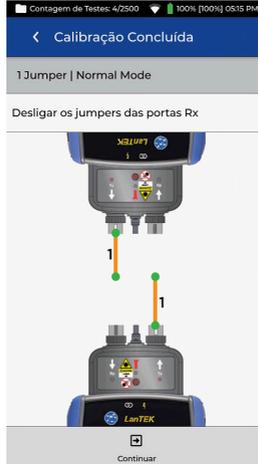 Contagem de Testes: 4/2500 100% [100%] 05:15 PM
Calibração Concluída
1 Jumper | Normal Mode
Desligar os jumpers das portas Rx
LanTEK
1
1
LanTEK
Continuar